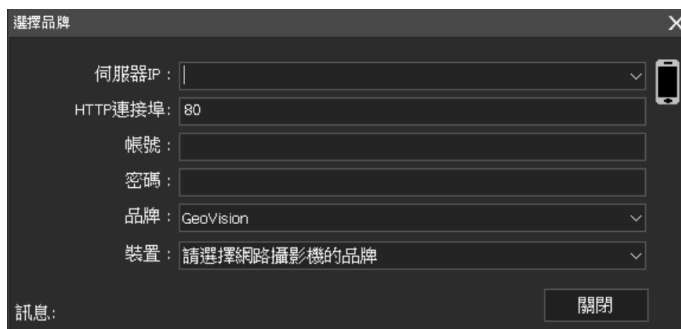 選擇品牌
伺服器IP：
HTTP連接埠: 80
帳號：
密碼：
品牌：GeoVision
裝置：請選擇網路攝影機的品牌
訊息:
關閉